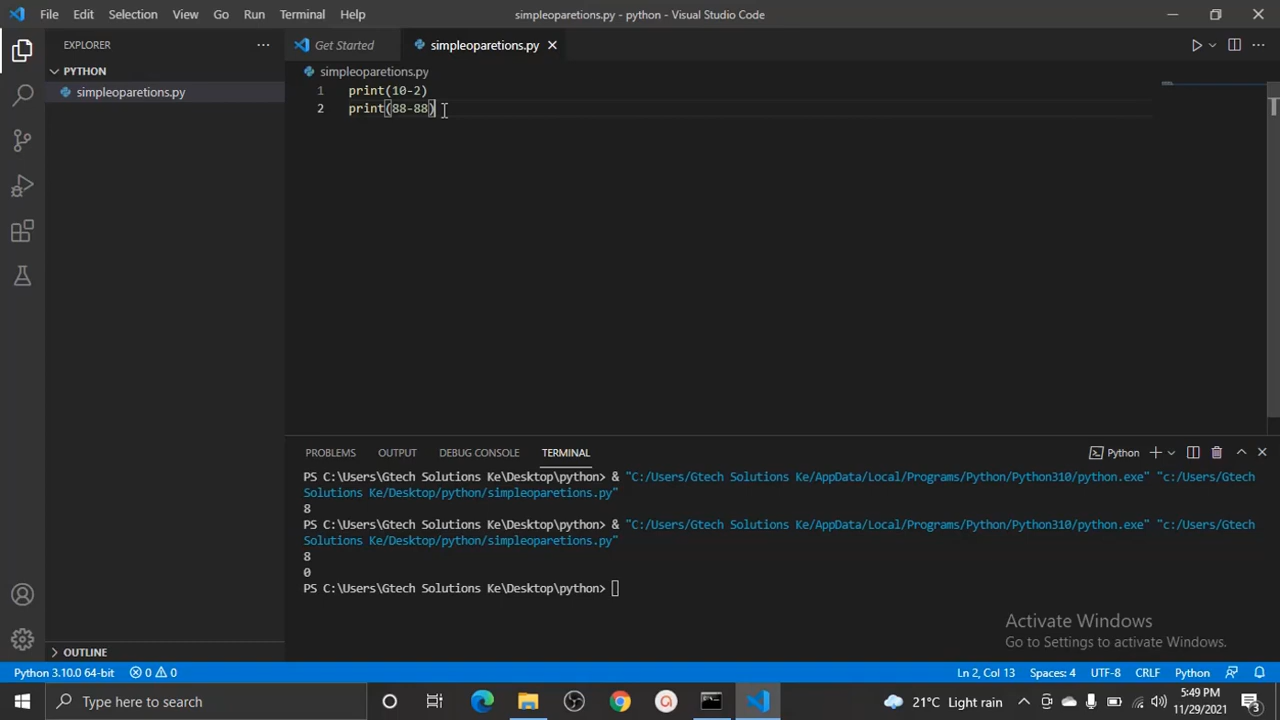 File Edit Selection View Go Run Terminal Help
simpleoparetions.py - python - Visual Studio Code
EXPLORER
Get Started
simpleoparetions.py
PYTHON
simpleoparetions.py
simpleoparetions.py
1 print(10-2)
2 print(88-88)
PROBLEMS OUTPUT DEBUG CONSOLE TERMINAL
Python
PS C:\Users\Gtech Solutions Ke\Desktop\python> & "C:/Users/Gtech Solutions Ke/AppData/Local/Programs/Python/Python310/python.exe" "c:/Users/Gtech
Solutions Ke/Desktop/python/simpleoparetions.py"
8
PS C:\Users\Gtech Solutions Ke\Desktop\python> & "C:/Users/Gtech Solutions Ke/AppData/Local/Programs/Python/Python310/python.exe" "c:/Users/Gtech
Solutions Ke/Desktop/python/simpleoparetions.py"
8
0
PS C:\Users\Gtech Solutions Ke\Desktop\python>
Activate Windows
Go to Settings to activate Windows.
OUTLINE
Python 3.10.0 64-bit 0 0
Ln 2, Col 13 Spaces: 4 UTF-8 CRLF Python
Type here to search
21°C Light rain
5:49 PM
11/29/2021
3